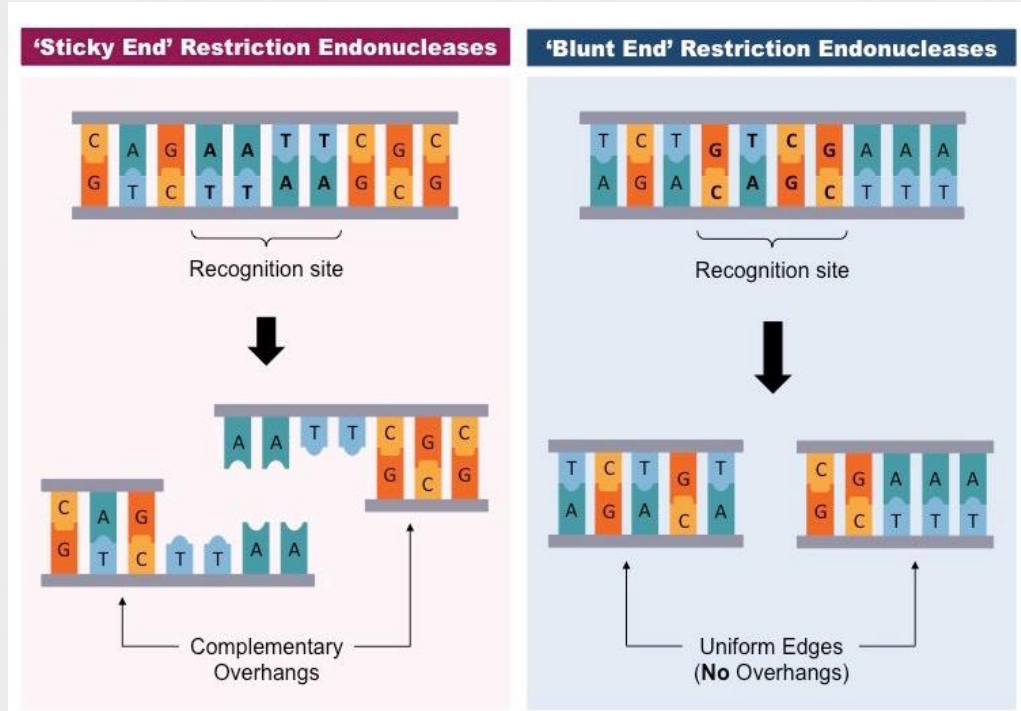 ‘Sticky End’ Restriction Endonucleases
C A G A A T T C G C
G T C T T A A G C G
Recognition site
A A T T C G C
G C G
C A G
G T C T T A A
Complementary
Overhangs
‘Blunt End’ Restriction Endonucleases
T C T G T C G A A A
A G A C A G C T T T
Recognition site
T C T G T
A G A C A
C G A A A
G C T T T
Uniform Edges
(No Overhangs)